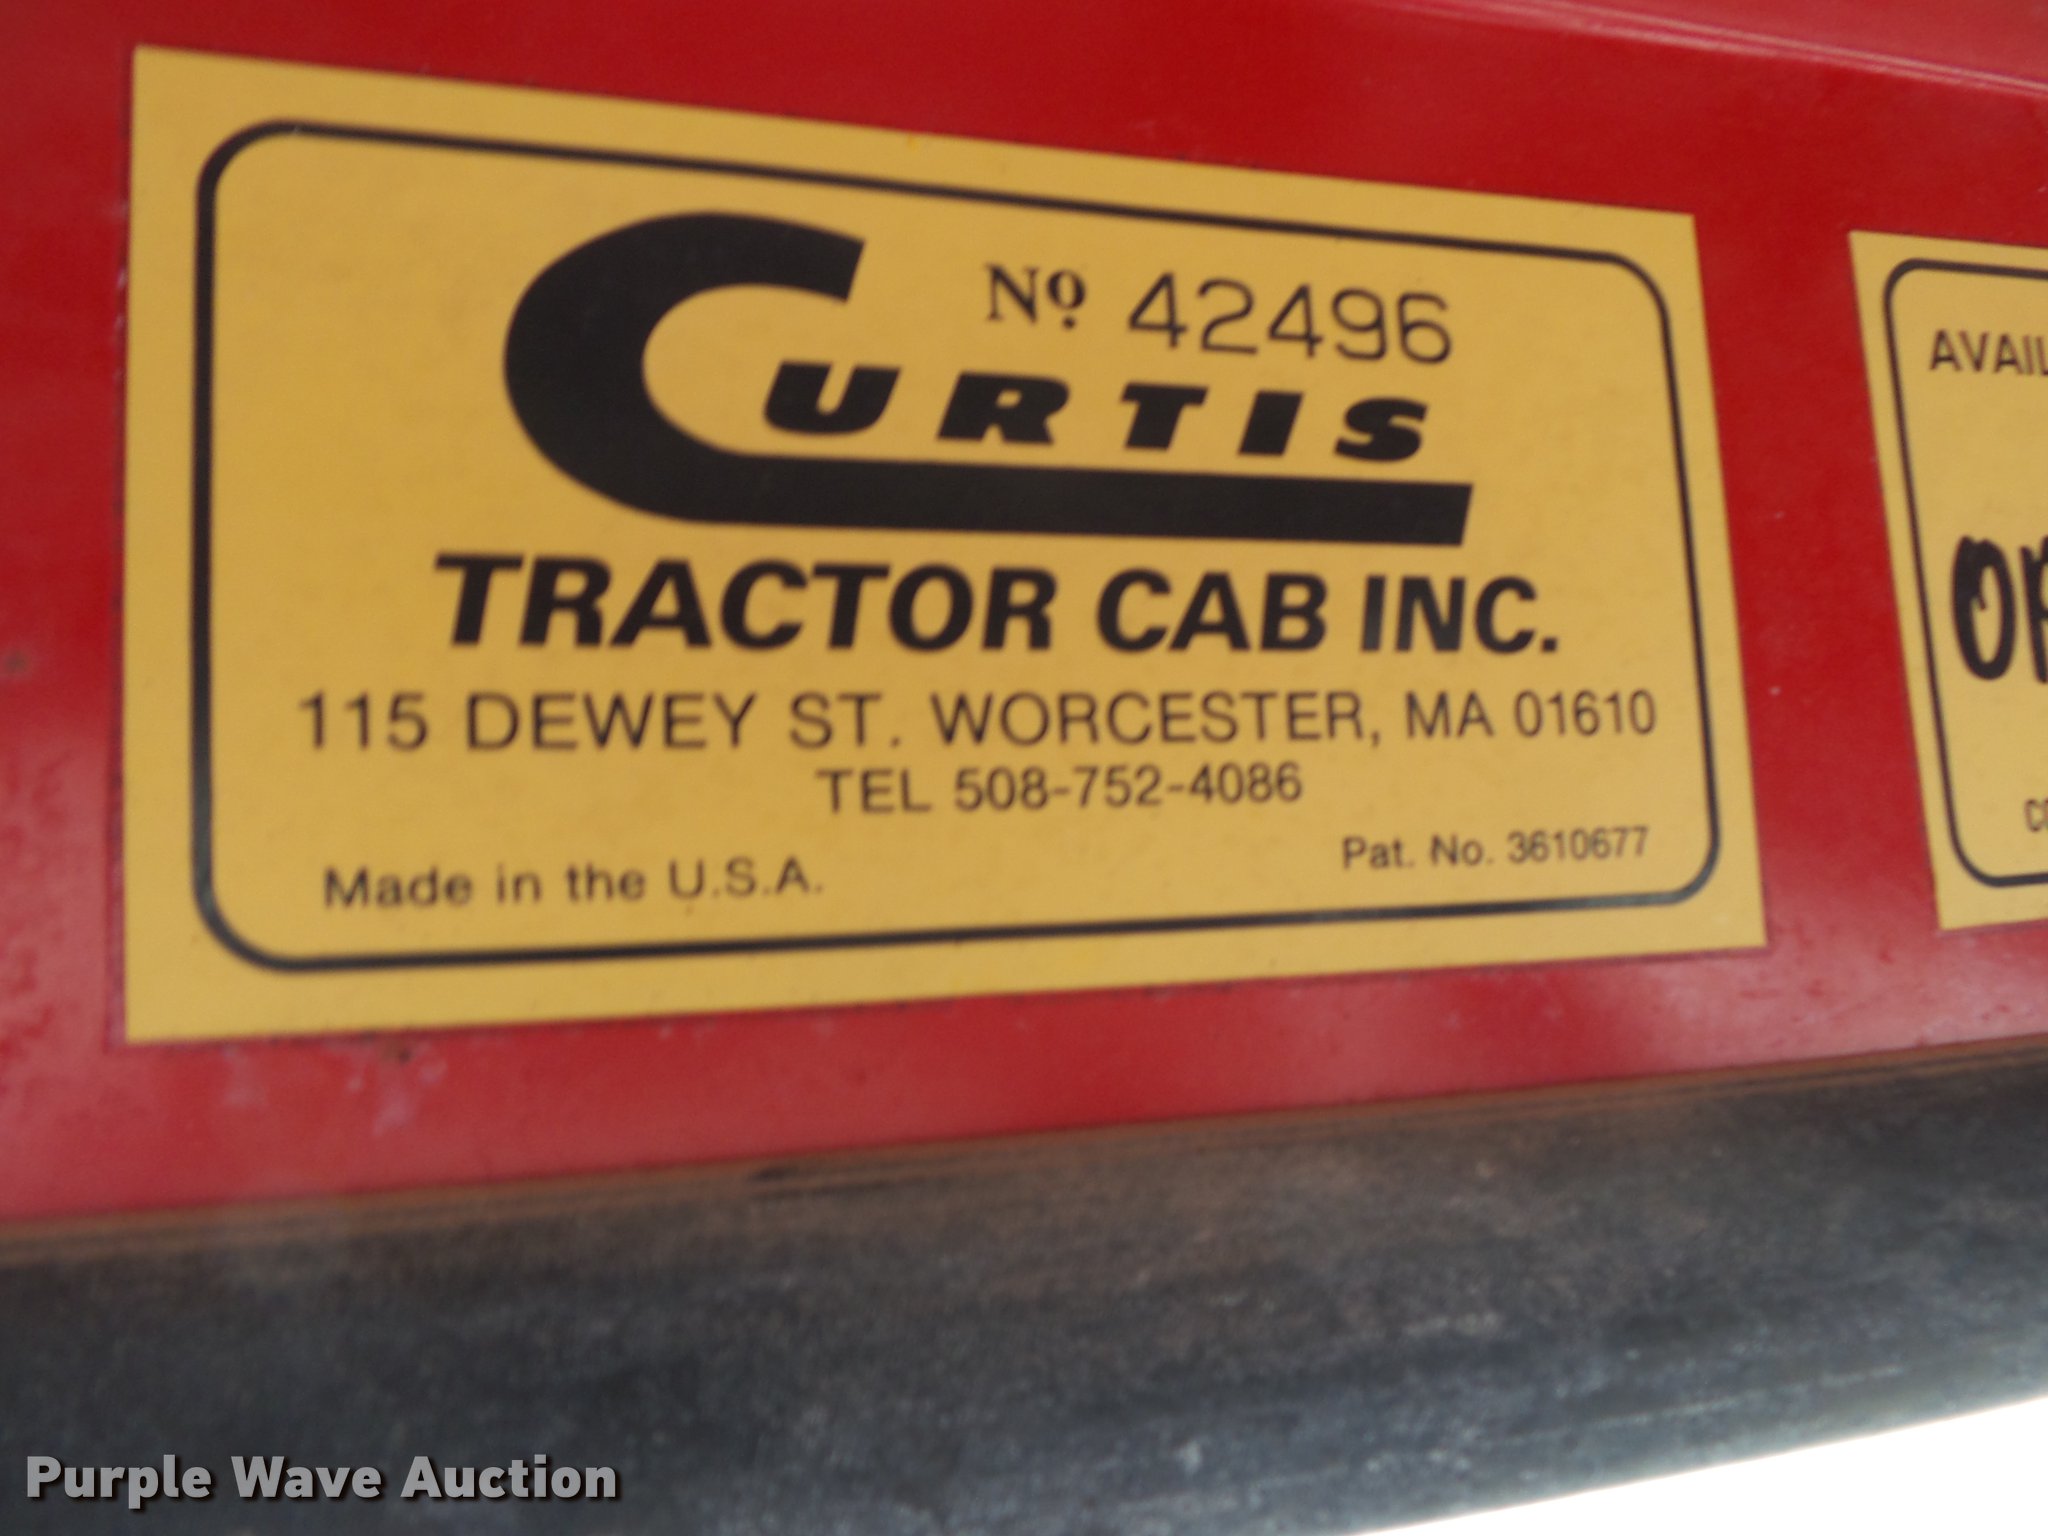 No. 42496
CURTIS
TRACTOR CAB INC.
115 DEWEY ST. WORCESTER, MA 01610
TEL 508-752-4086
Pat. No. 3610677
Made in the U.S.A.
Purple Wave Auction